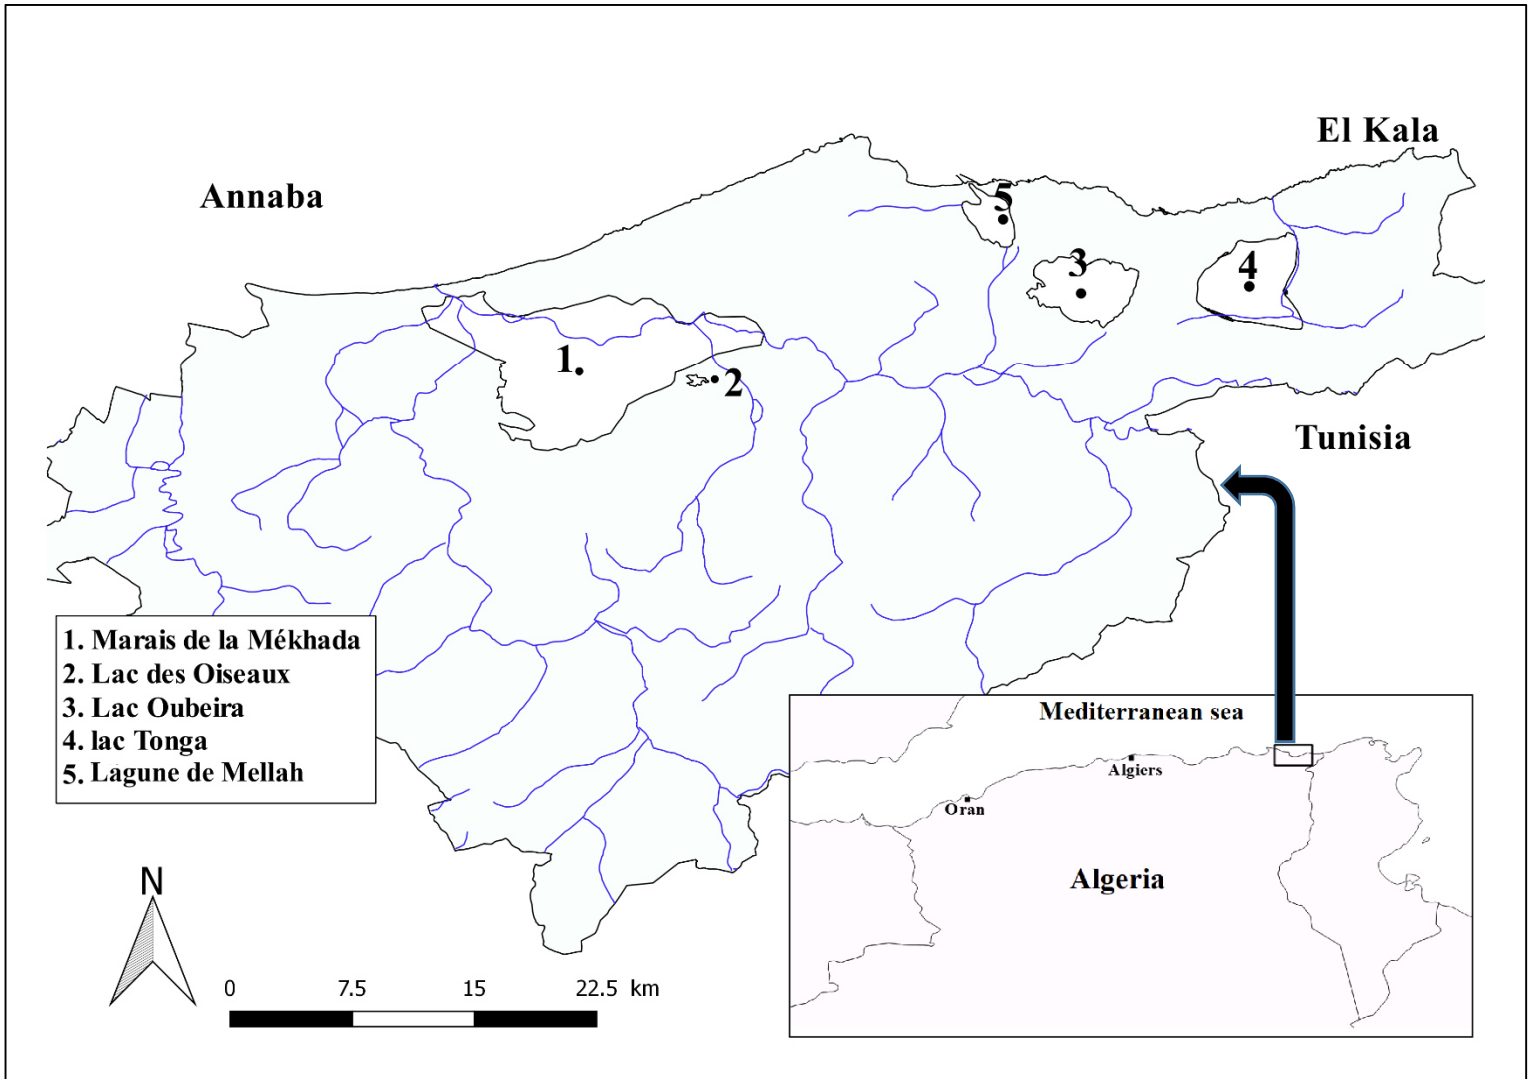 El Kala
Annaba
5
3
4
1.
2
Tunisia
1. Marais de la Mékhada
2. Lac des Oiseaux
3. Lac Oubeira
4. lac Tonga
5. Lagune de Mellah
Mediterranean sea
Algiers
Oran
Algeria
N
0 7.5 15 22.5 km